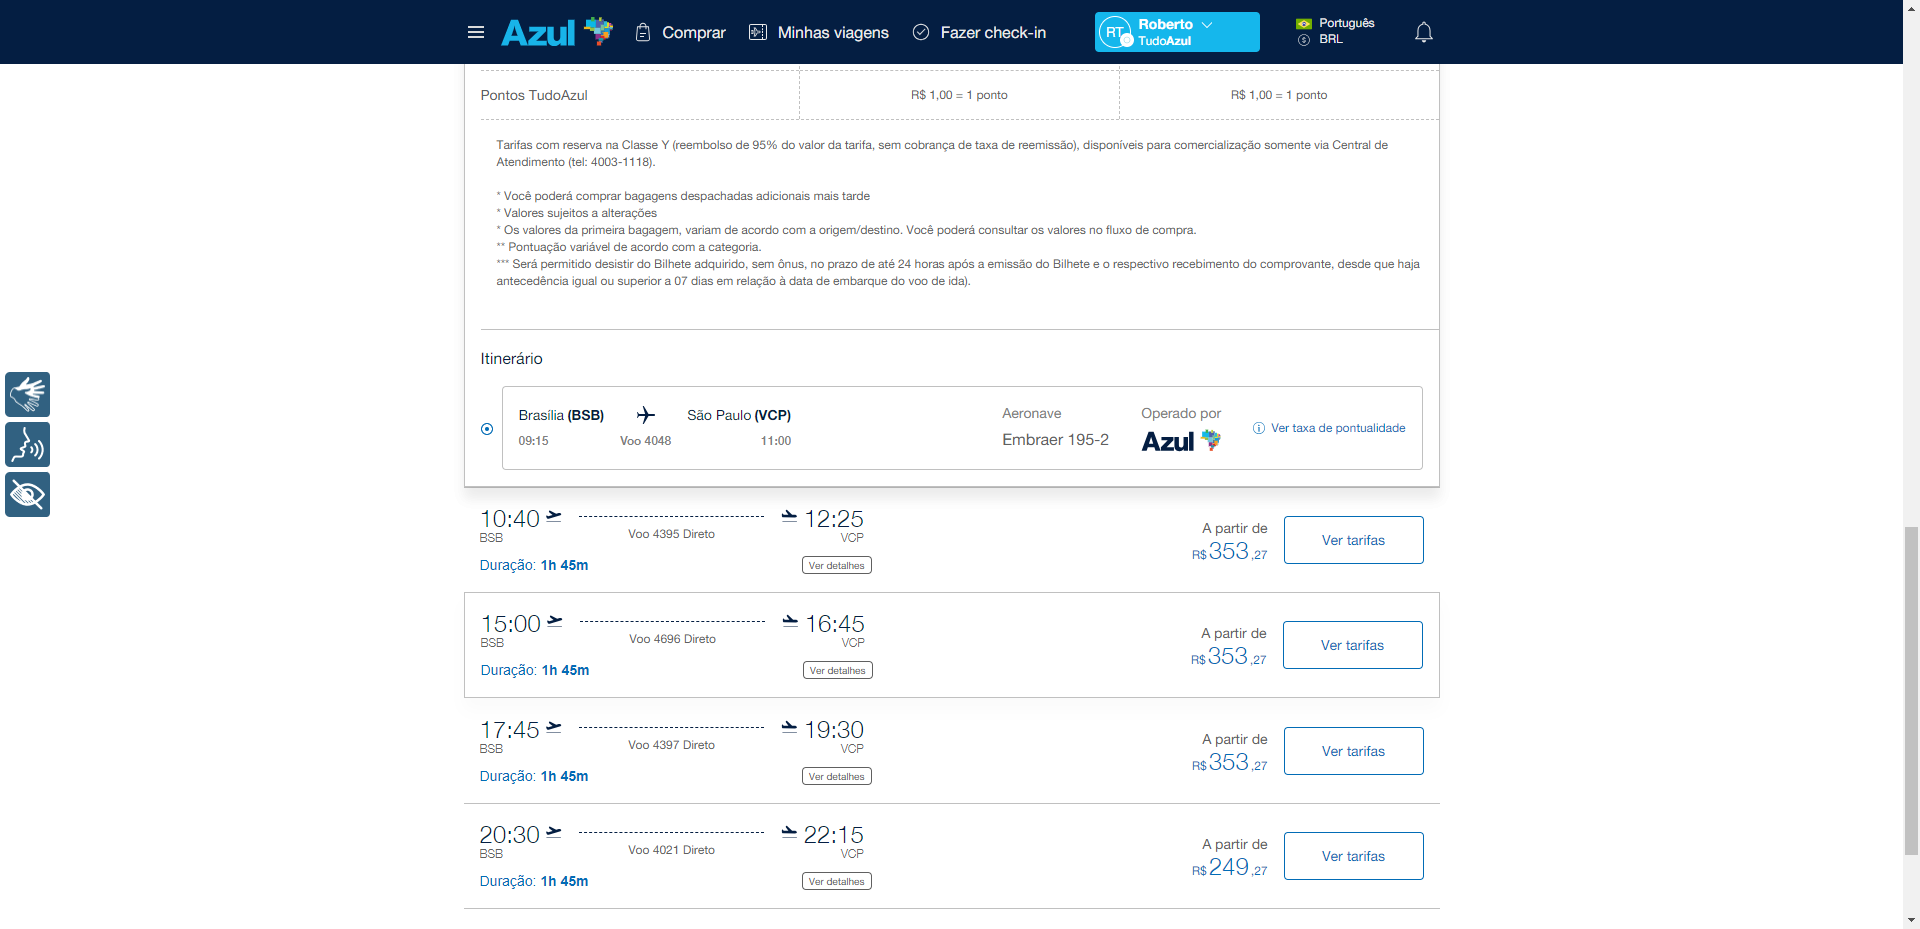 Azul
Comprar
Minhas viagens
Fazer check-in
RT
Roberto
TudoAzul
Português
BRL
Pontos TudoAzul
R$ 1,00 = 1 ponto
R$ 1,00 = 1 ponto
Tarifas com reserva na Classe Y (reembolso de 95% do valor da tarifa, sem cobrança de taxa de reemissão), disponíveis para comercialização somente via Central de
Atendimento (tel: 4003-1118).
* Você poderá comprar bagagens despachadas adicionais mais tarde
* Valores sujeitos a alterações
* Os valores da primeira bagagem, variam de acordo com a origem/destino. Você poderá consultar os valores no fluxo de compra.
** Pontuação variável de acordo com a categoria.
*** Será permitido desistir do Bilhete adquirido, sem ônus, no prazo de até 24 horas após a emissão do Bilhete e o respectivo recebimento do comprovante, desde que haja
antecedência igual ou superior a 07 dias em relação à data de embarque do voo de ida).
Itinerário
Brasília (BSB)
São Paulo (VCP)
09:15
Voo 4048
11:00
Aeronave
Embraer 195-2
Operado por
Azul
Ver taxa de pontualidade
10:40
BSB
Voo 4395 Direto
12:25
VCP
Duração: 1h 45m
Ver detalhes
A partir de
R$ 353,27
Ver tarifas
15:00
BSB
Voo 4696 Direto
16:45
VCP
Duração: 1h 45m
Ver detalhes
A partir de
R$ 353,27
Ver tarifas
17:45
BSB
Voo 4397 Direto
19:30
VCP
Duração: 1h 45m
Ver detalhes
A partir de
R$ 353,27
Ver tarifas
20:30
BSB
Voo 4021 Direto
22:15
VCP
Duração: 1h 45m
Ver detalhes
A partir de
R$ 249,27
Ver tarifas